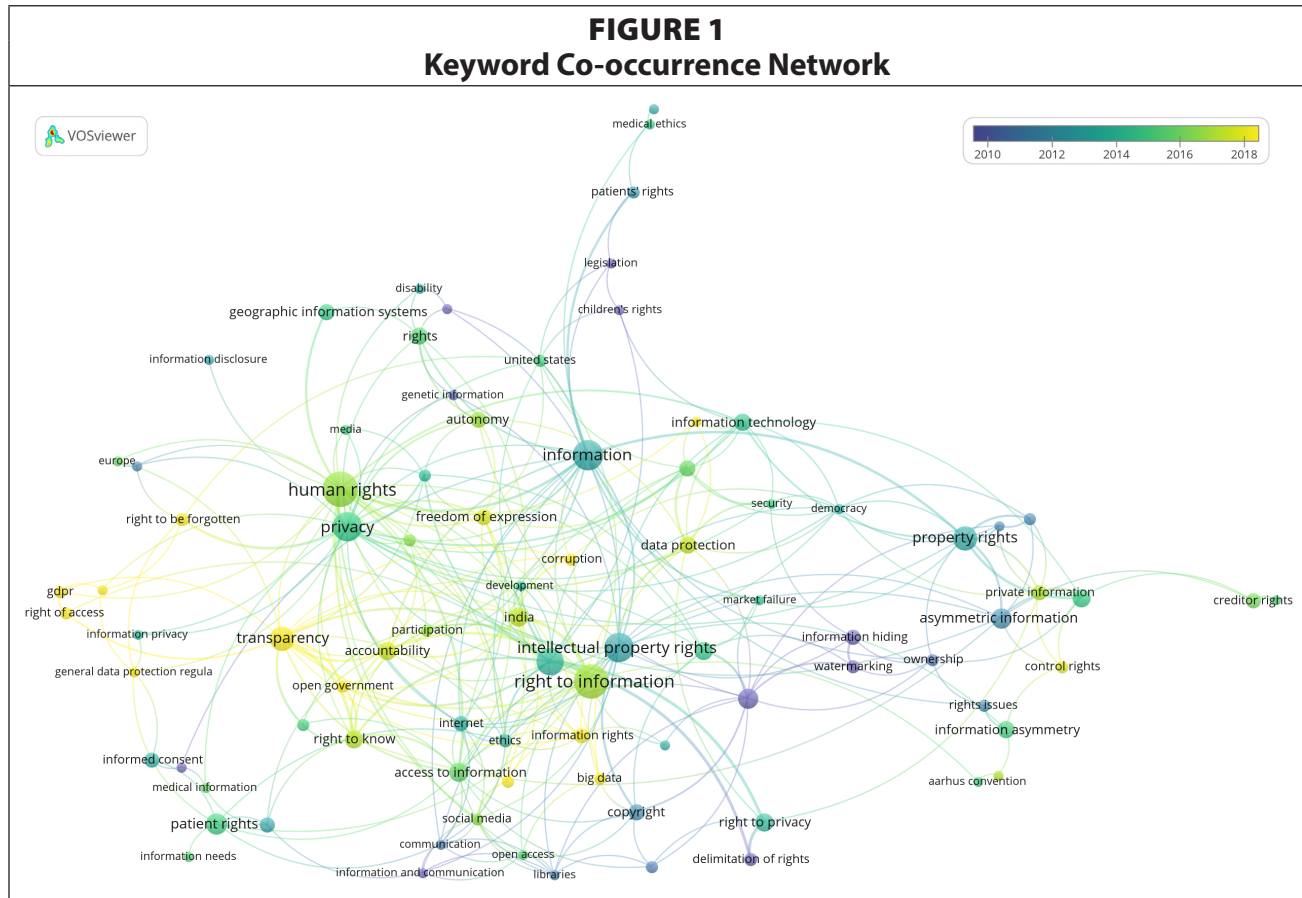 FIGURE 1
Keyword Co-occurrence Network
VOSviewer
2010 2012 2014 2016 2018
medical ethics
patients' rights
legislation
disability
children's rights
geographic information systems
rights
information disclosure
united states
genetic information
autonomy
information technology
media
information
europe
human rights
security
democracy
right to be forgotten
freedom of expression
privacy
property rights
data protection
corruption
development
gdpr
private information
market failure
creditor rights
right of access
india
asymmetric information
information privacy
participation
transparency
information hiding
accountability
intellectual property rights
ownership
watermarking
control rights
general data protection regula
right to information
open government
rights issues
internet
information asymmetry
right to know
ethics
information rights
informed consent
access to information
big data
aarhus convention
medical information
copyright
social media
right to privacy
patient rights
communication
open access
information needs
delimitation of rights
information and communication
libraries